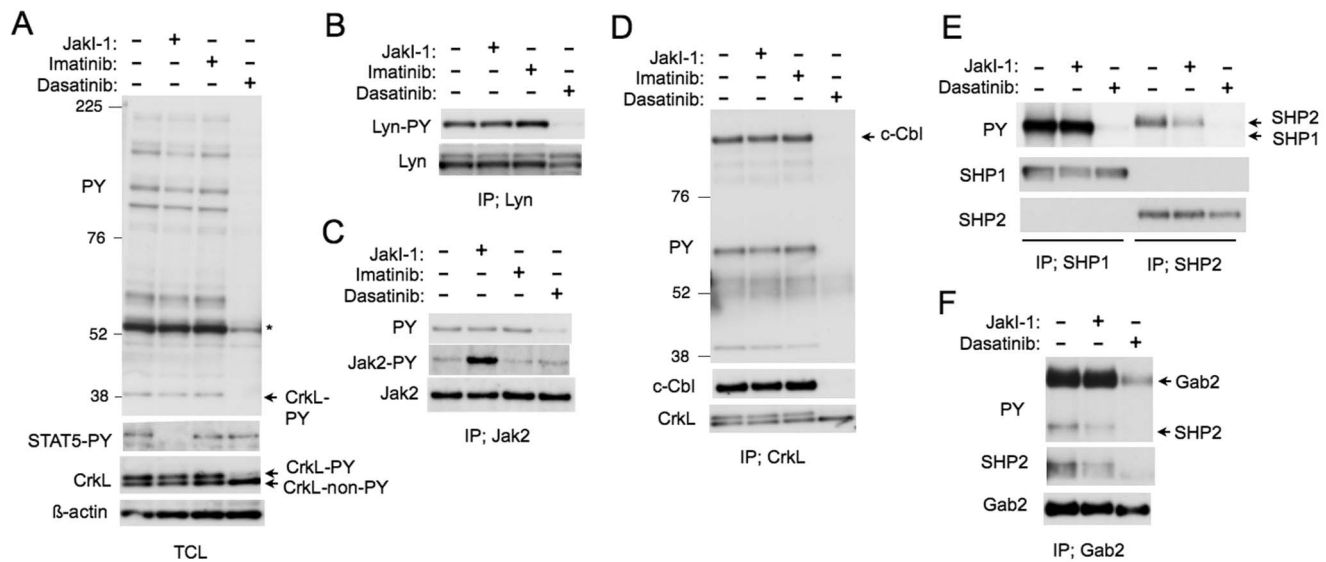 A
JakI-1: – + – –
Imatinib: – – + –
Dasatinib: – – – +
225
PY
76
52
*
38
CrkL-
PY
STAT5-PY
CrkL
CrkL-PY
CrkL-non-PY
ß-actin
TCL
B
JakI-1: – + – –
Imatinib: – – + –
Dasatinib: – – – +
Lyn-PY
Lyn
IP; Lyn
C
JakI-1: – + – –
Imatinib: – – + –
Dasatinib: – – – +
PY
Jak2-PY
Jak2
IP; Jak2
D
JakI-1: – + – –
Imatinib: – – + –
Dasatinib: – – – +
c-Cbl
76
PY
52
38
c-Cbl
CrkL
IP; CrkL
E
JakI-1: – + – – + –
Dasatinib: – – + – – +
PY
SHP2
SHP1
SHP1
SHP2
IP; SHP1 IP; SHP2
F
JakI-1: – + –
Dasatinib: – – +
Gab2
PY
SHP2
SHP2
Gab2
IP; Gab2